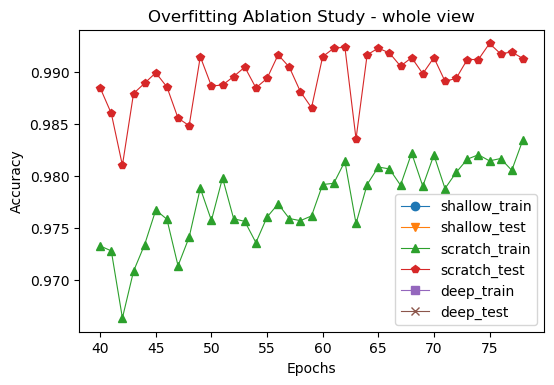 Overfitting Ablation Study - whole view
Accuracy
0.990
0.985
0.980
0.975
0.970
shallow_train
shallow_test
scratch_train
scratch_test
deep_train
deep_test
40 45 50 55 60 65 70 75
Epochs